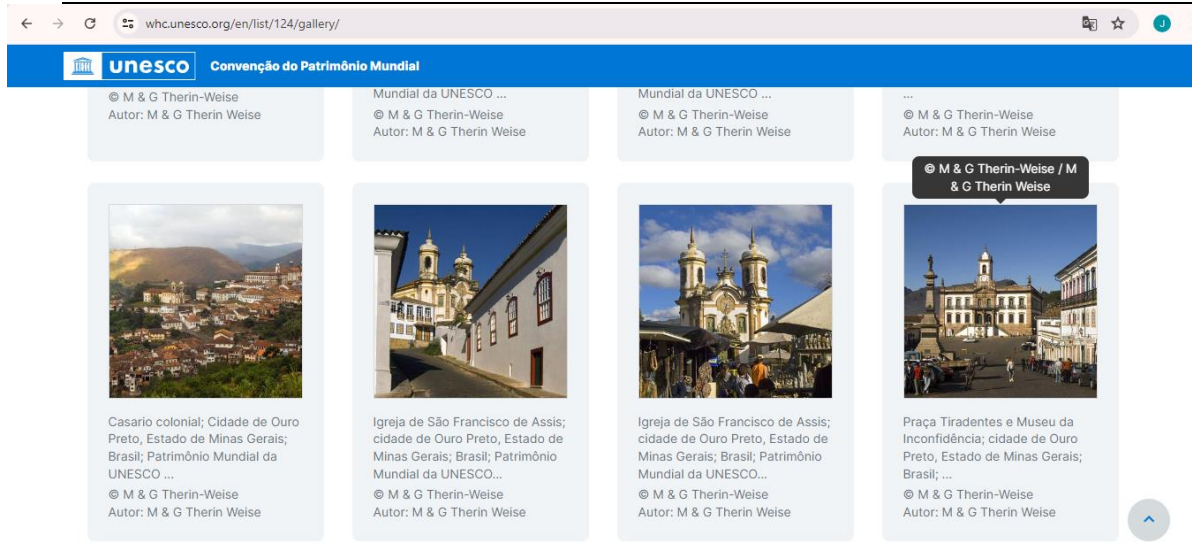 whc.unesco.org/en/list/124/gallery/
J
unesco Convenção do Patrimônio Mundial
© M & G Therin-Weise
Autor: M & G Therin Weise
Mundial da UNESCO ...
© M & G Therin-Weise
Autor: M & G Therin Weise
Mundial da UNESCO ...
© M & G Therin-Weise
Autor: M & G Therin Weise
...
© M & G Therin-Weise
Autor: M & G Therin Weise
© M & G Therin-Weise / M
& G Therin Weise
Casario colonial; Cidade de Ouro
Preto, Estado de Minas Gerais;
Brasil; Patrimônio Mundial da
UNESCO ...
© M & G Therin-Weise
Autor: M & G Therin Weise
Igreja de São Francisco de Assis;
cidade de Ouro Preto, Estado de
Minas Gerais; Brasil; Patrimônio
Mundial da UNESCO...
© M & G Therin-Weise
Autor: M & G Therin Weise
Igreja de São Francisco de Assis;
cidade de Ouro Preto, Estado de
Minas Gerais; Brasil; Patrimônio
Mundial da UNESCO...
© M & G Therin-Weise
Autor: M & G Therin Weise
Praça Tiradentes e Museu da
Inconfidência; cidade de Ouro
Preto, Estado de Minas Gerais;
Brasil; ...
© M & G Therin-Weise
Autor: M & G Therin Weise